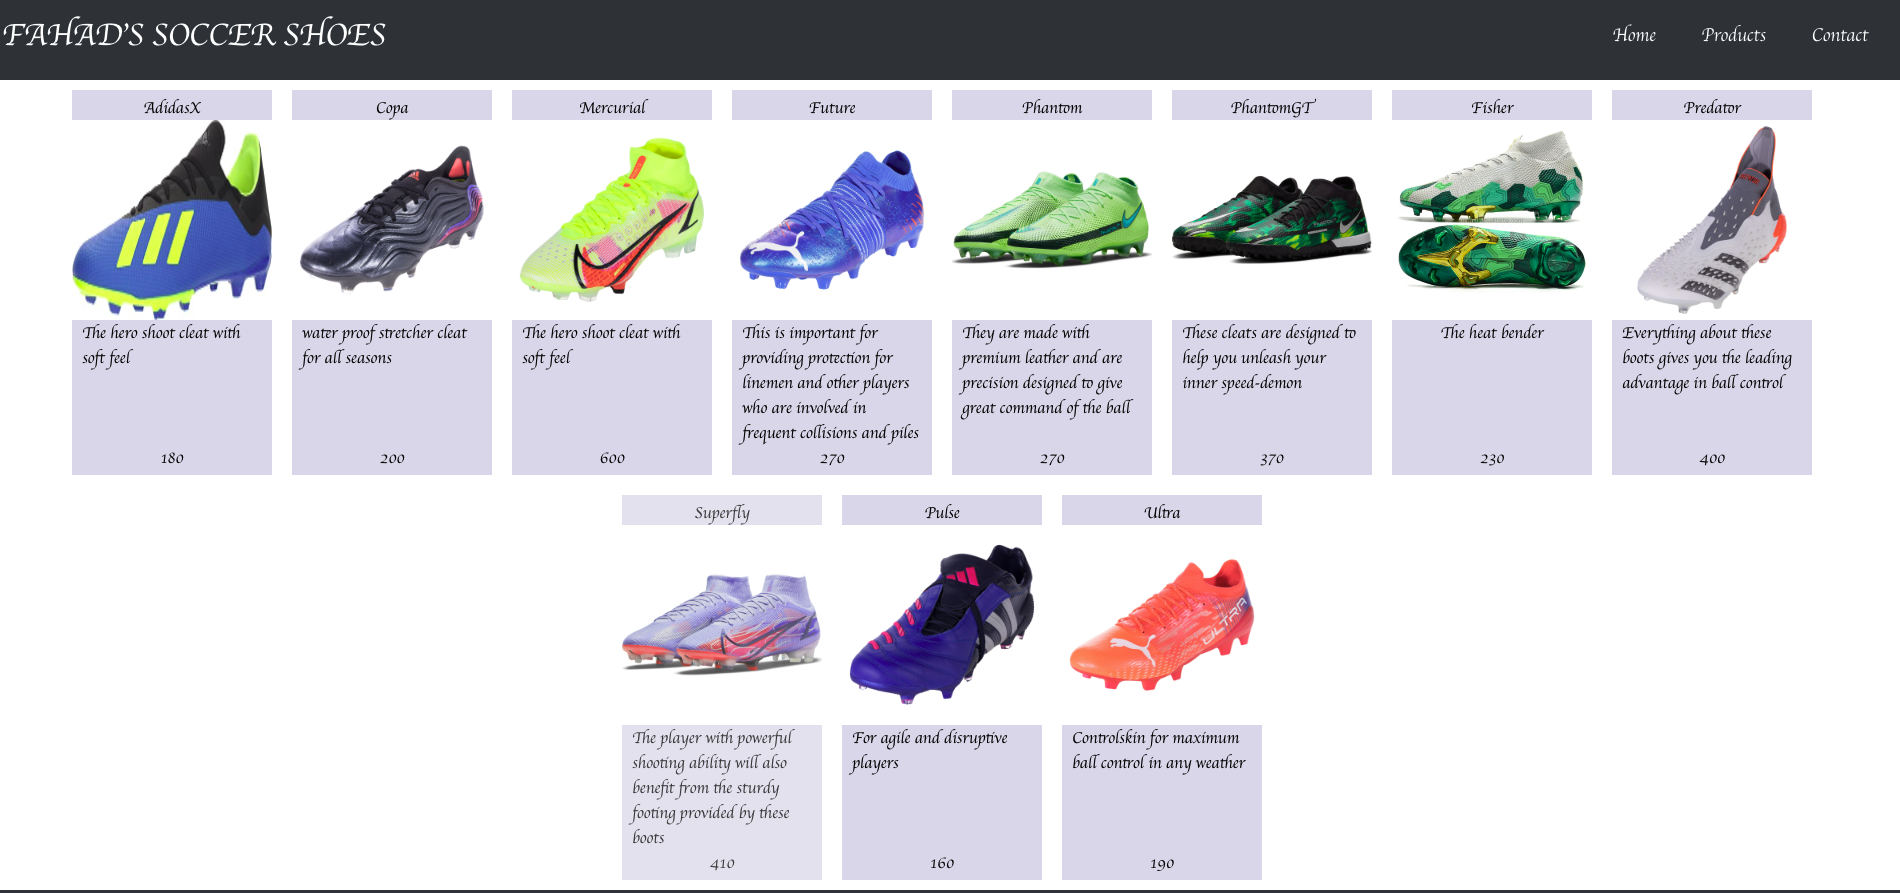 FAHAD'S SOCCER SHOES
Home
Products
Contact
AdidasX
The hero shoot cleat with
soft feel
180
Copa
water proof stretcher cleat
for all seasons
200
Mercurial
The hero shoot cleat with
soft feel
600
Future
This is important for
providing protection for
linemen and other players
who are involved in
frequent collisions and piles
270
Phantom
They are made with
premium leather and are
precision designed to give
great command of the ball
270
PhantomGT
These cleats are designed to
help you unleash your
inner speed-demon
370
Fisher
The heat bender
230
Predator
Everything about these
boots gives you the leading
advantage in ball control
400
Superfly
The player with powerful
shooting ability will also
benefit from the sturdy
footing provided by these
boots
410
Pulse
For agile and disruptive
players
160
Ultra
ULTRA
Controlskin for maximum
ball control in any weather
190